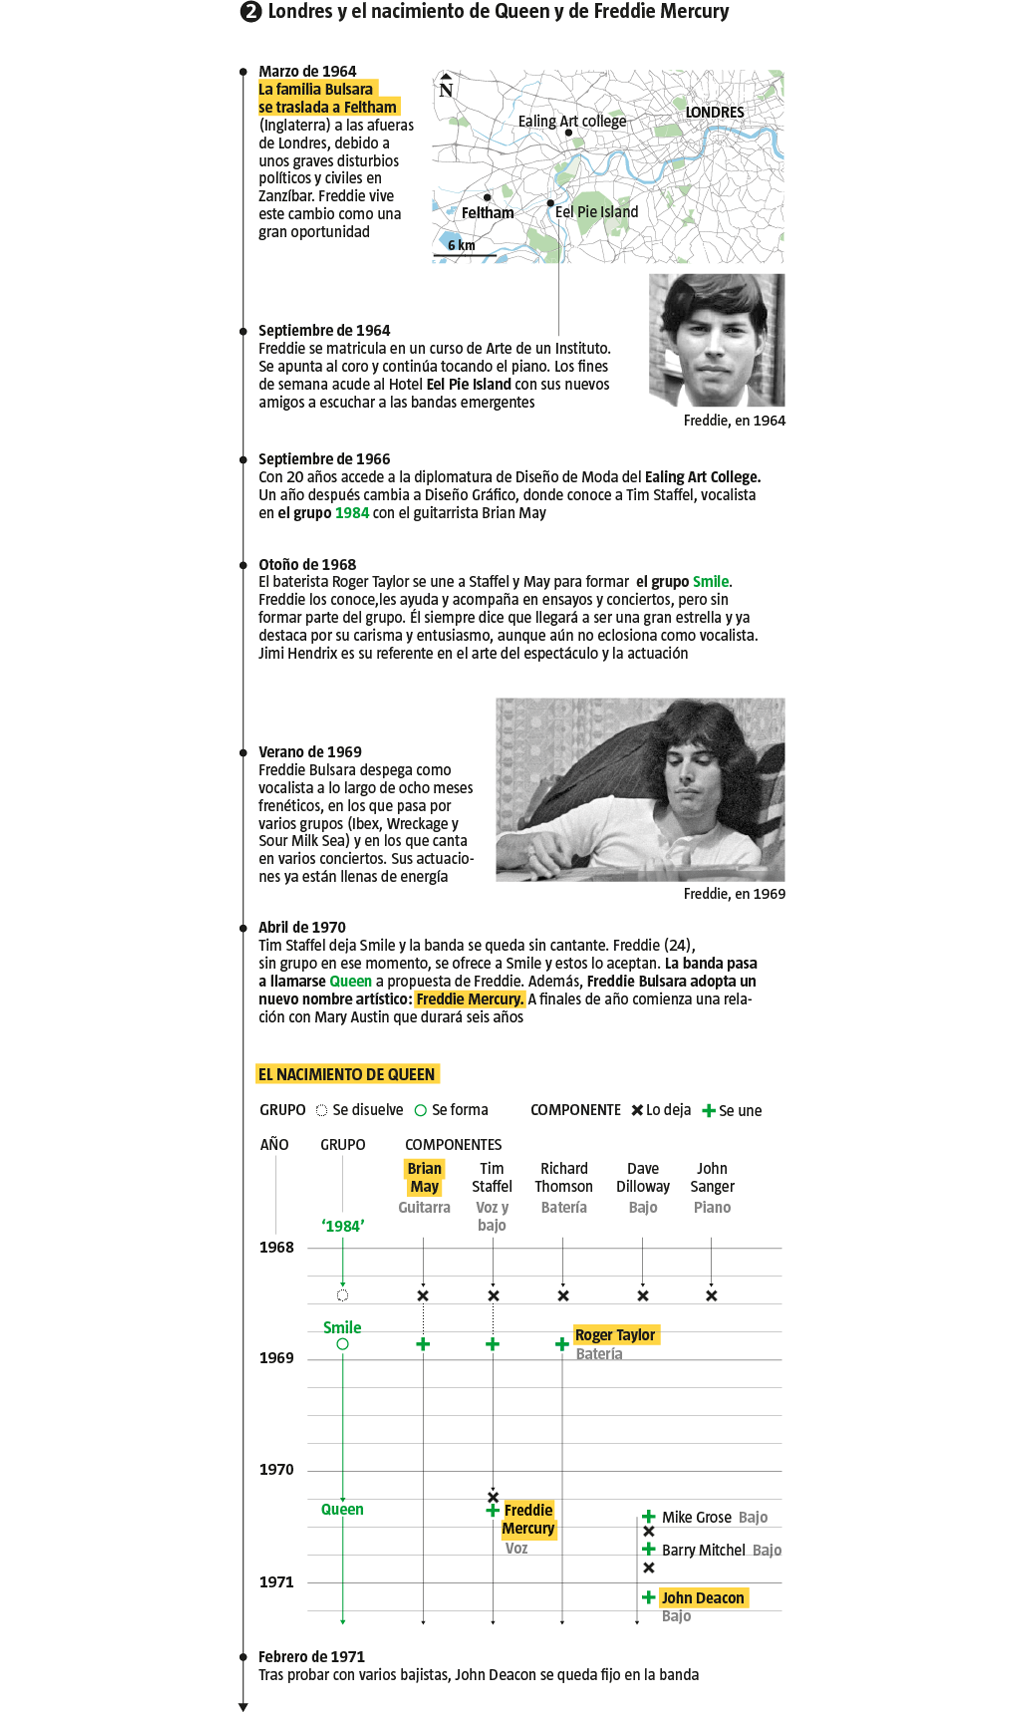 2 Londres y el nacimiento de Queen y de Freddie Mercury
Marzo de 1964
La familia Bulsara
se traslada a Feltham
(Inglaterra) a las afueras
de Londres, debido a
unos graves disturbios
políticos y civiles en
Zanzíbar. Freddie vive
este cambio como una
gran oportunidad
N
Ealing Art college
LONDRES
Feltham
Eel Pie Island
6 km
Septiembre de 1964
Freddie se matricula en un curso de Arte de un Instituto.
Se apunta al coro y continúa tocando el piano. Los fines
de semana acude al Hotel Eel Pie Island con sus nuevos
amigos a escuchar a las bandas emergentes
Freddie, en 1964
Septiembre de 1966
Con 20 años accede a la diplomatura de Diseño de Moda del Ealing Art College.
Un año después cambia a Diseño Gráfico, donde conoce a Tim Staffel, vocalista
en el grupo 1984 con el guitarrista Brian May
Otoño de 1968
El baterista Roger Taylor se une a Staffel y May para formar el grupo Smile.
Freddie los conoce,les ayuda y acompaña en ensayos y conciertos, pero sin
formar parte del grupo. Él siempre dice que llegará a ser una gran estrella y ya
destaca por su carisma y entusiasmo, aunque aún no eclosiona como vocalista.
Jimi Hendrix es su referente en el arte del espectáculo y la actuación
Verano de 1969
Freddie Bulsara despega como
vocalista a lo largo de ocho meses
frenéticos, en los que pasa por
varios grupos (Ibex, Wreckage y
Sour Milk Sea) y en los que canta
en varios conciertos. Sus actuacio-
nes ya están llenas de energía
Freddie, en 1969
Abril de 1970
Tim Staffel deja Smile y la banda se queda sin cantante. Freddie (24),
sin grupo en ese momento, se ofrece a Smile y estos lo aceptan. La banda pasa
a llamarse Queen a propuesta de Freddie. Además, Freddie Bulsara adopta un
nuevo nombre artístico: Freddie Mercury. A finales de año comienza una rela-
ción con Mary Austin que durará seis años
EL NACIMIENTO DE QUEEN
GRUPO Se disuelve Se forma COMPONENTE Lo deja Se une
AÑO GRUPO COMPONENTES
Brian Tim Richard Dave John
May Staffel Thomson Dilloway Sanger
Guitarra Voz y Batería Bajo Piano
'1984' bajo
1968
Smile
Roger Taylor
Batería
1969
1970
Queen
Freddie
Mercury
Voz
Mike Grose Bajo
Barry Mitchel Bajo
1971
John Deacon
Bajo
Febrero de 1971
Tras probar con varios bajistas, John Deacon se queda fijo en la banda